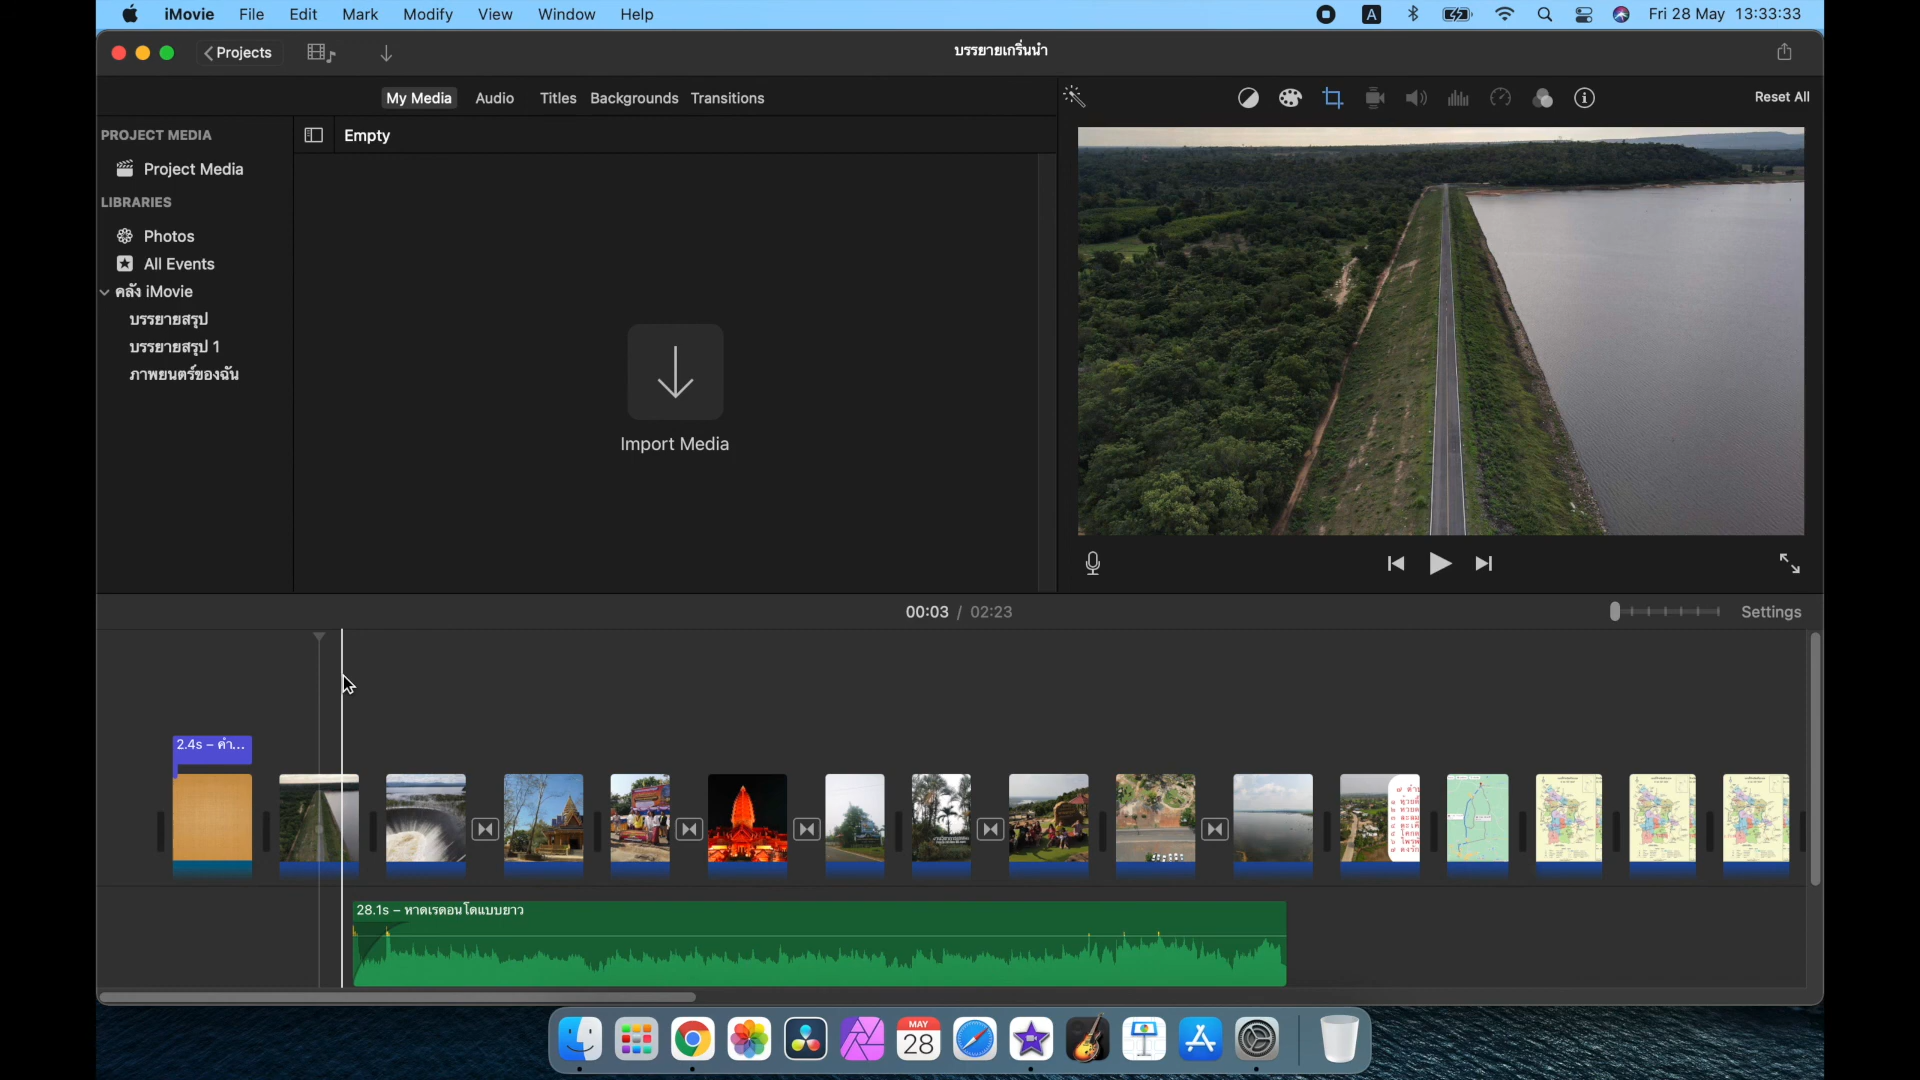 iMovie File Edit Mark Modify View Window Help
A
Fri 28 May 13:33:33
Projects
บรรยายเกริ่นนำ
My Media Audio Titles Backgrounds Transitions
Reset All
PROJECT MEDIA
Empty
Project Media
LIBRARIES
Photos
All Events
คลัง iMovie
บรรยายสรุป
บรรยายสรุป 1
ภาพยนตร์ของฉัน
Import Media
00:03 / 02:23
Settings
2.4s – คำ...
28.1s – หาดเรดอนโดแบบยาว
MAY
28